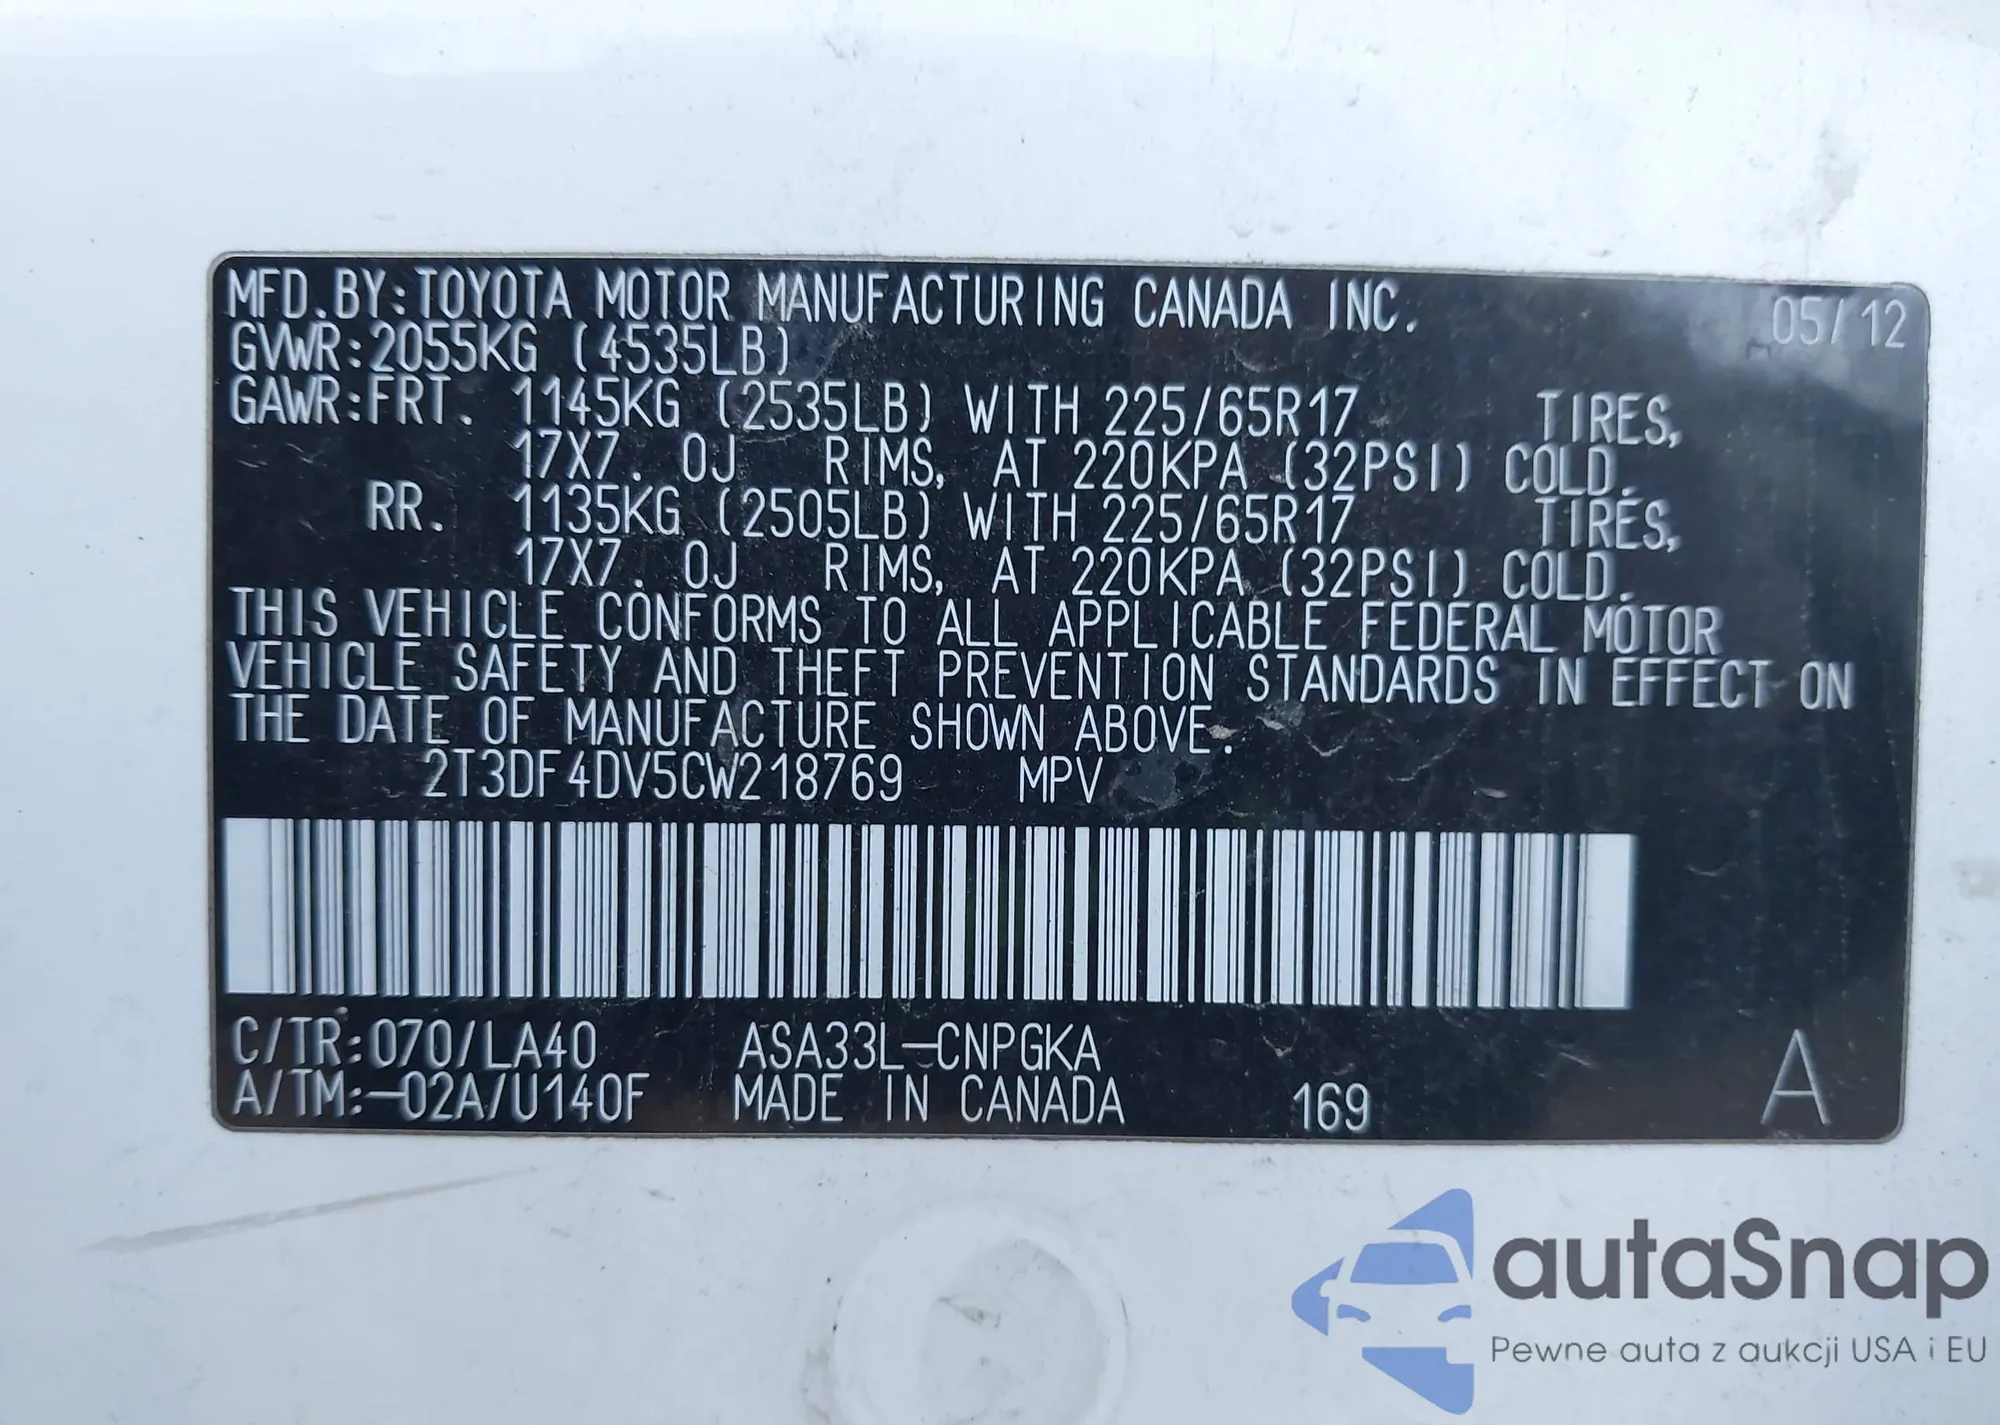 MFD.BY:TOYOTA MOTOR MANUFACTURING CANADA INC. 05/12
GVWR:2055KG (4535LB)
GAWR:FRT. 1145KG (2535LB) WITH 225/65R17 TIRES,
17X7.0J RIMS, AT 220KPA (32PSI) COLD.
RR. 1135KG (2505LB) WITH 225/65R17 TIRES,
17X7.0J RIMS, AT 220KPA (32PSI) COLD.
THIS VEHICLE CONFORMS TO ALL APPLICABLE FEDERAL MOTOR
VEHICLE SAFETY AND THEFT PREVENTION STANDARDS IN EFFECT ON
THE DATE OF MANUFACTURE SHOWN ABOVE.
2T3DF4DV5CW218769 MPV
C/TR:070/LA40 ASA33L-CNPGKA
A/TM:-02A/U140F MADE IN CANADA 169 A
autaSnap
Pewne auta z aukcji USA i EU